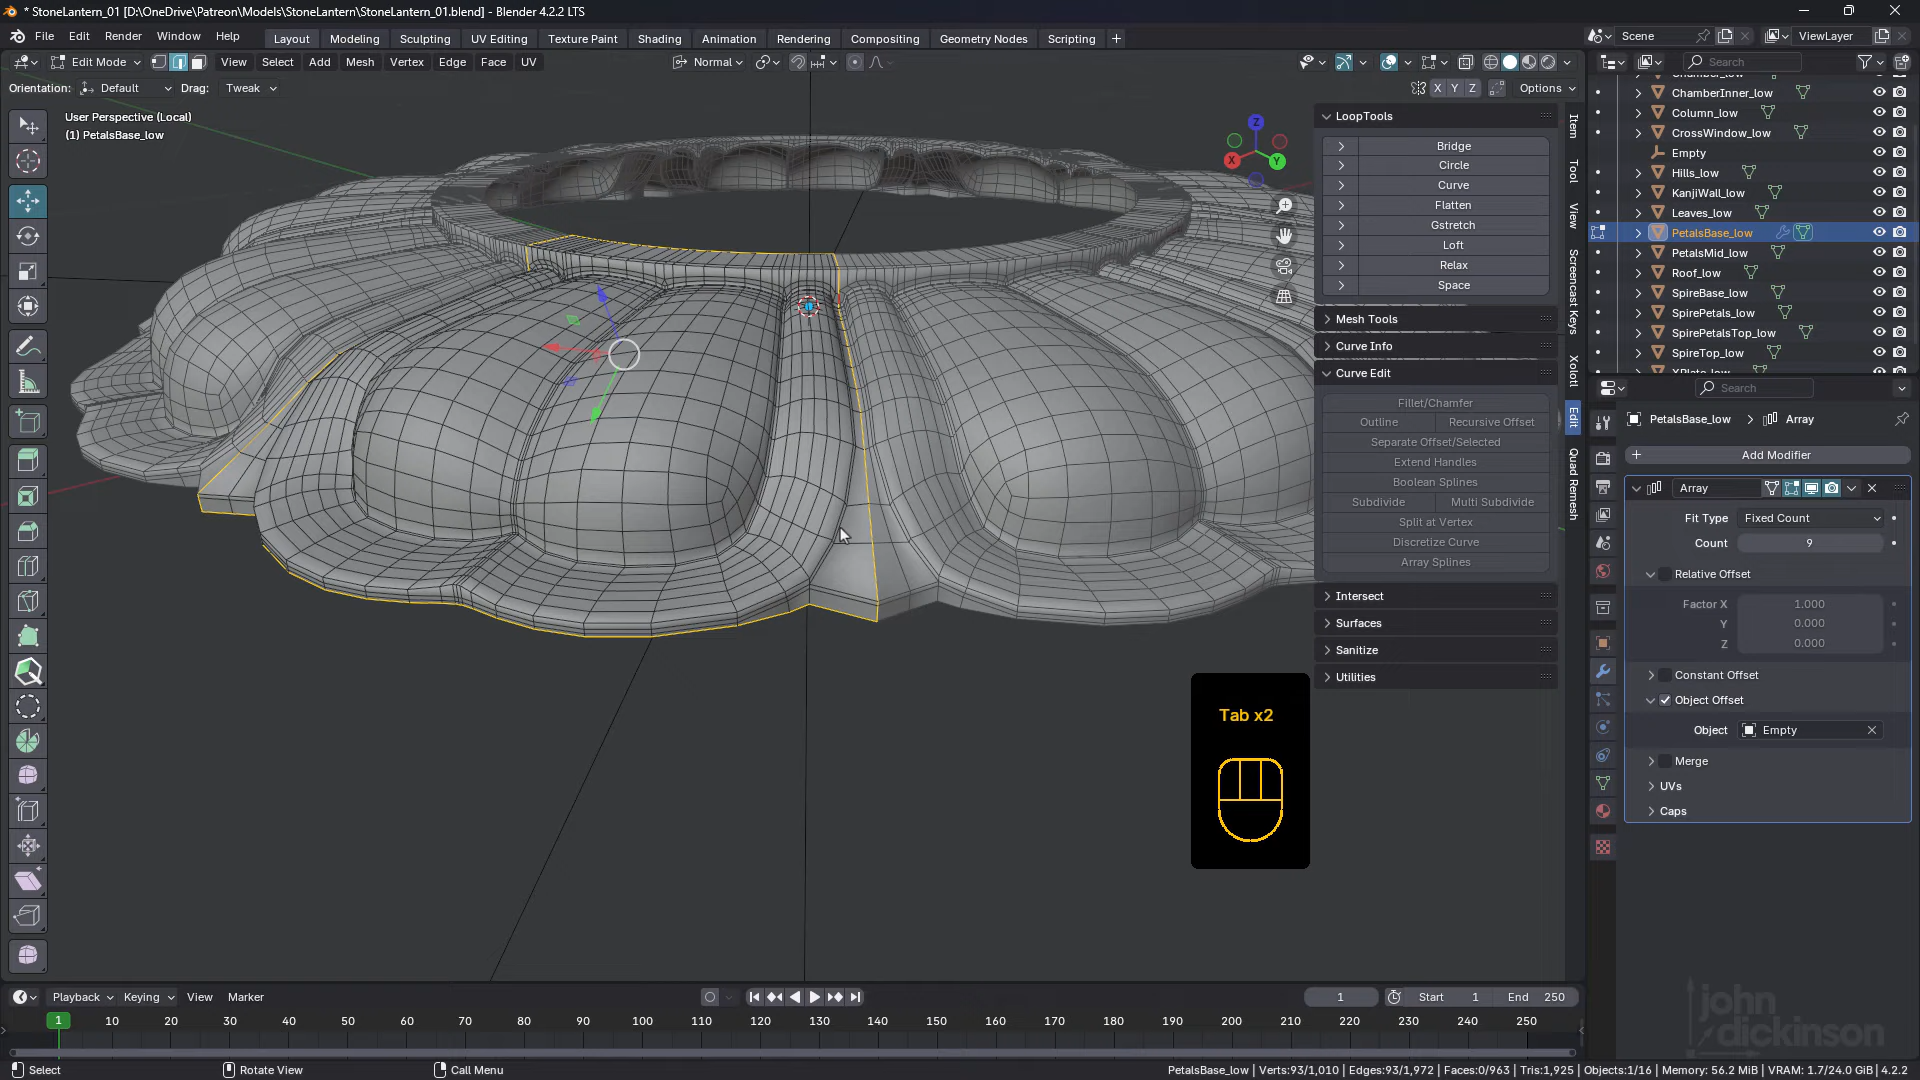 * StoneLantern_01 [D:\OneDrive\Patreon\Models\StoneLantern\StoneLantern_01.blend] - Blender 4.2.2 LTS
File Edit Render Window Help
Layout Modeling Sculpting UV Editing Texture Paint Shading Animation Rendering Compositing Geometry Nodes Scripting +
Scene ViewLayer
Edit Mode View Select Add Mesh Vertex Edge Face UV Normal
Search
Orientation: Default Drag: Tweak
X Y Z Options
User Perspective (Local)
(1) PetalsBase_low
Z
X
Y
LoopTools
Bridge
Circle
Curve
Flatten
Gstretch
Loft
Relax
Space
Mesh Tools
Curve Info
Curve Edit
Fillet/Chamfer
Outline Recursive Offset
Separate Offset/Selected
Extend Handles
Boolean Splines
Subdivide Multi Subdivide
Split at Vertex
Discretize Curve
Array Splines
Intersect
Surfaces
Sanitize
Utilities
Item
Tool
View
Screencast Keys
Xolotl
Edit
Quad Remesh
ChamberInner_low
Column_low
CrossWindow_low
Empty
Hills_low
KanjiWall_low
Leaves_low
PetalsBase_low
PetalsMid_low
Roof_low
SpireBase_low
SpirePetals_low
SpirePetalsTop_low
SpireTop_low
Search
PetalsBase_low > Array
+ Add Modifier
Array
Fit Type Fixed Count
Count 9
Relative Offset
Factor X 1.000
Y 0.000
Z 0.000
Constant Offset
Object Offset
Object Empty
Merge
UVs
Caps
Tab x2
Playback Keying View Marker
1 Start 1 End 250
1 10 20 30 40 50 60 70 80 90 100 110 120 130 140 150 160 170 180 190 200 210 220 230 240 250
Select Rotate View Call Menu
PetalsBase_low | Verts:93/1,010 | Edges:93/1,972 | Faces:0/963 | Tris:1,925 | Objects:1/16 | Memory: 56.2 MiB | VRAM: 1.7/24.0 GiB | 4.2.2
john
dickinson